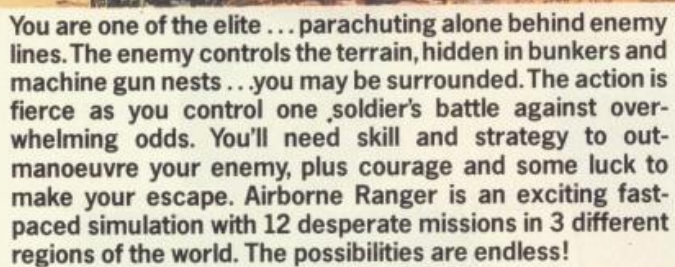 You are one of the elite ... parachuting alone behind enemy
lines. The enemy controls the terrain, hidden in bunkers and
machine gun nests ... you may be surrounded. The action is
fierce as you control one soldier's battle against over-
whelming odds. You'll need skill and strategy to out-
manoeuvre your enemy, plus courage and some luck to
make your escape. Airborne Ranger is an exciting fast-
paced simulation with 12 desperate missions in 3 different
regions of the world. The possibilities are endless!